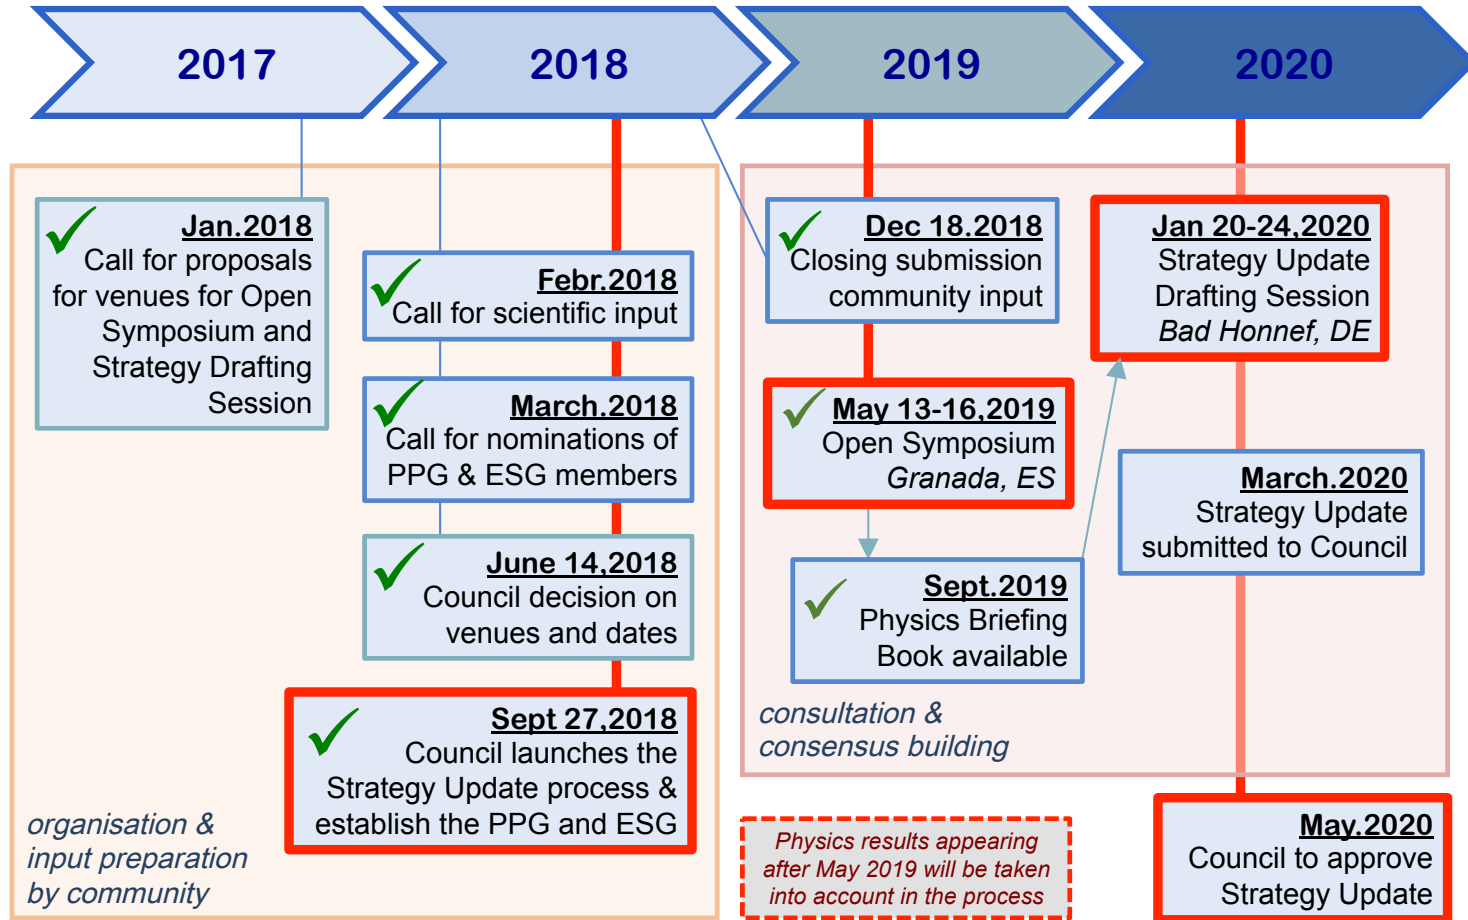 2017
2018
2019
2020
Jan.2018
Call for proposals
for venues for Open
Symposium and
Strategy Drafting
Session
Febr.2018
Call for scientific input
March.2018
Call for nominations of
PPG & ESG members
June 14,2018
Council decision on
venues and dates
Sept 27,2018
Council launches the
Strategy Update process &
establish the PPG and ESG
organisation &
input preparation
by community
Dec 18.2018
Closing submission
community input
May 13-16,2019
Open Symposium
Granada, ES
Sept.2019
Physics Briefing
Book available
consultation &
consensus building
Physics results appearing
after May 2019 will be taken
into account in the process
Jan 20-24,2020
Strategy Update
Drafting Session
Bad Honnef, DE
March.2020
Strategy Update
submitted to Council
May.2020
Council to approve
Strategy Update